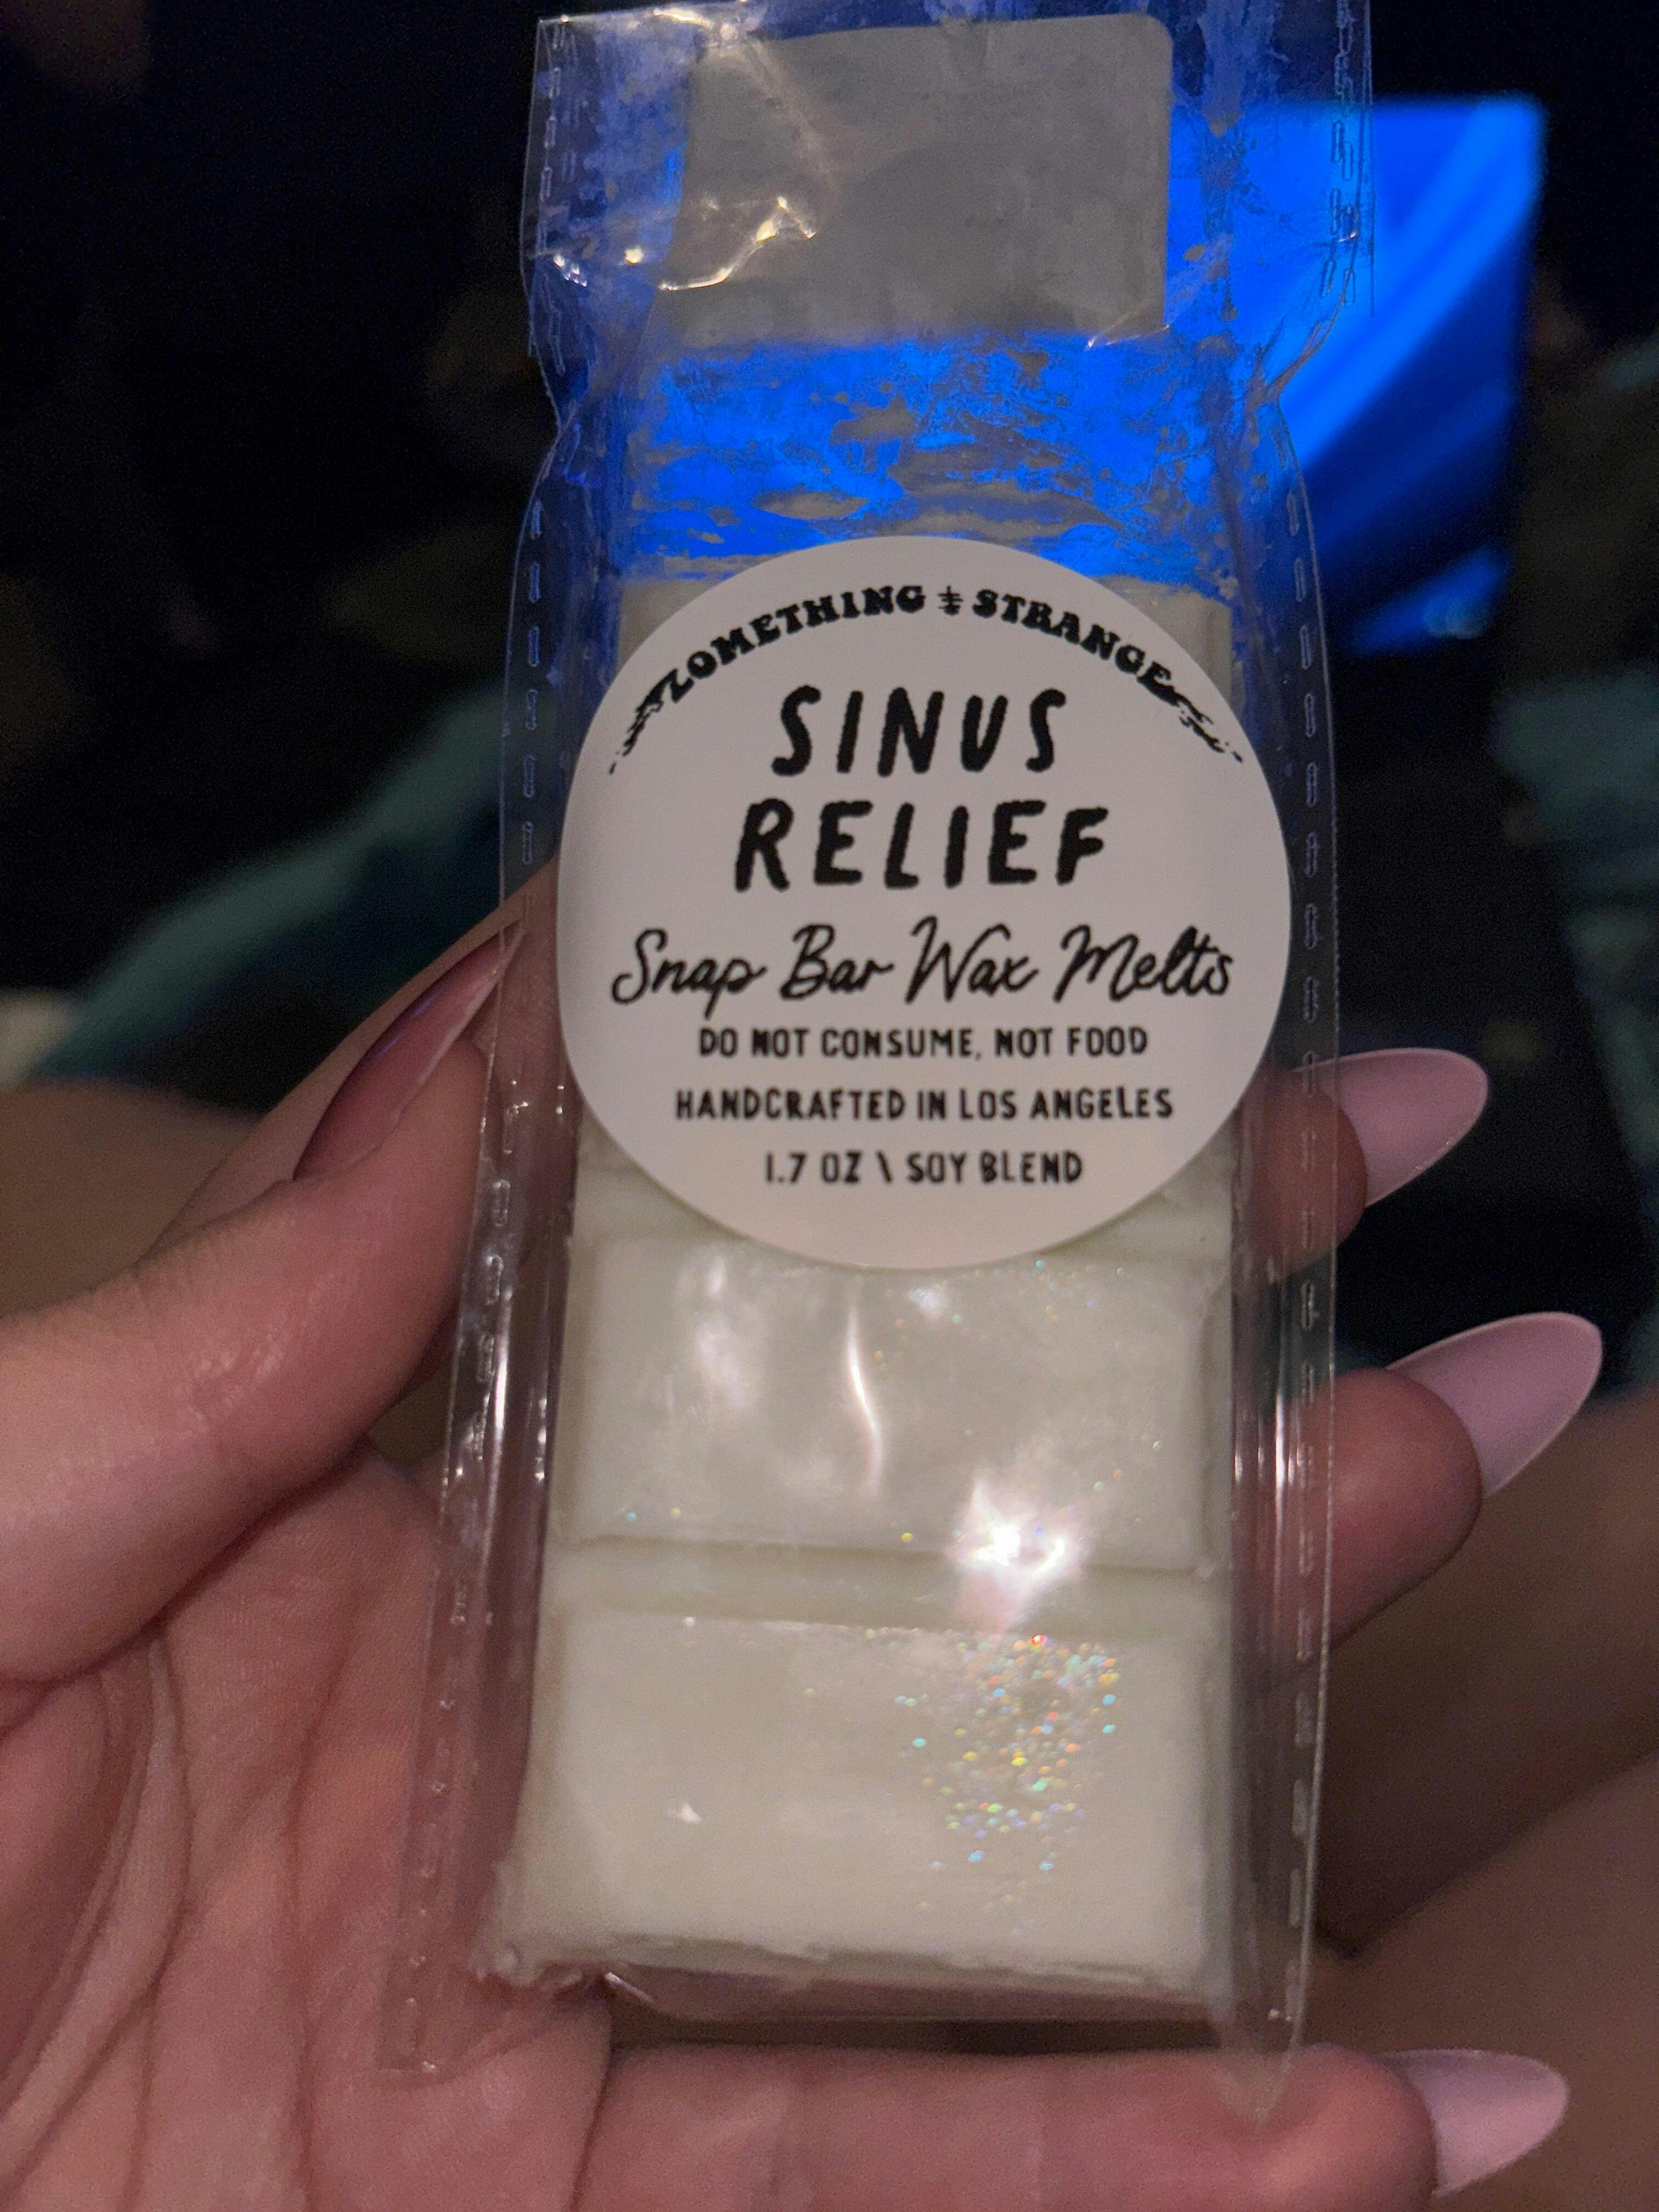 ZOMETHING & STRANGE
SINUS
RELIEF
Snap Bar Wax Melts
DO NOT CONSUME, NOT FOOD
HANDCRAFTED IN LOS ANGELES
1.7 OZ \ SOY BLEND